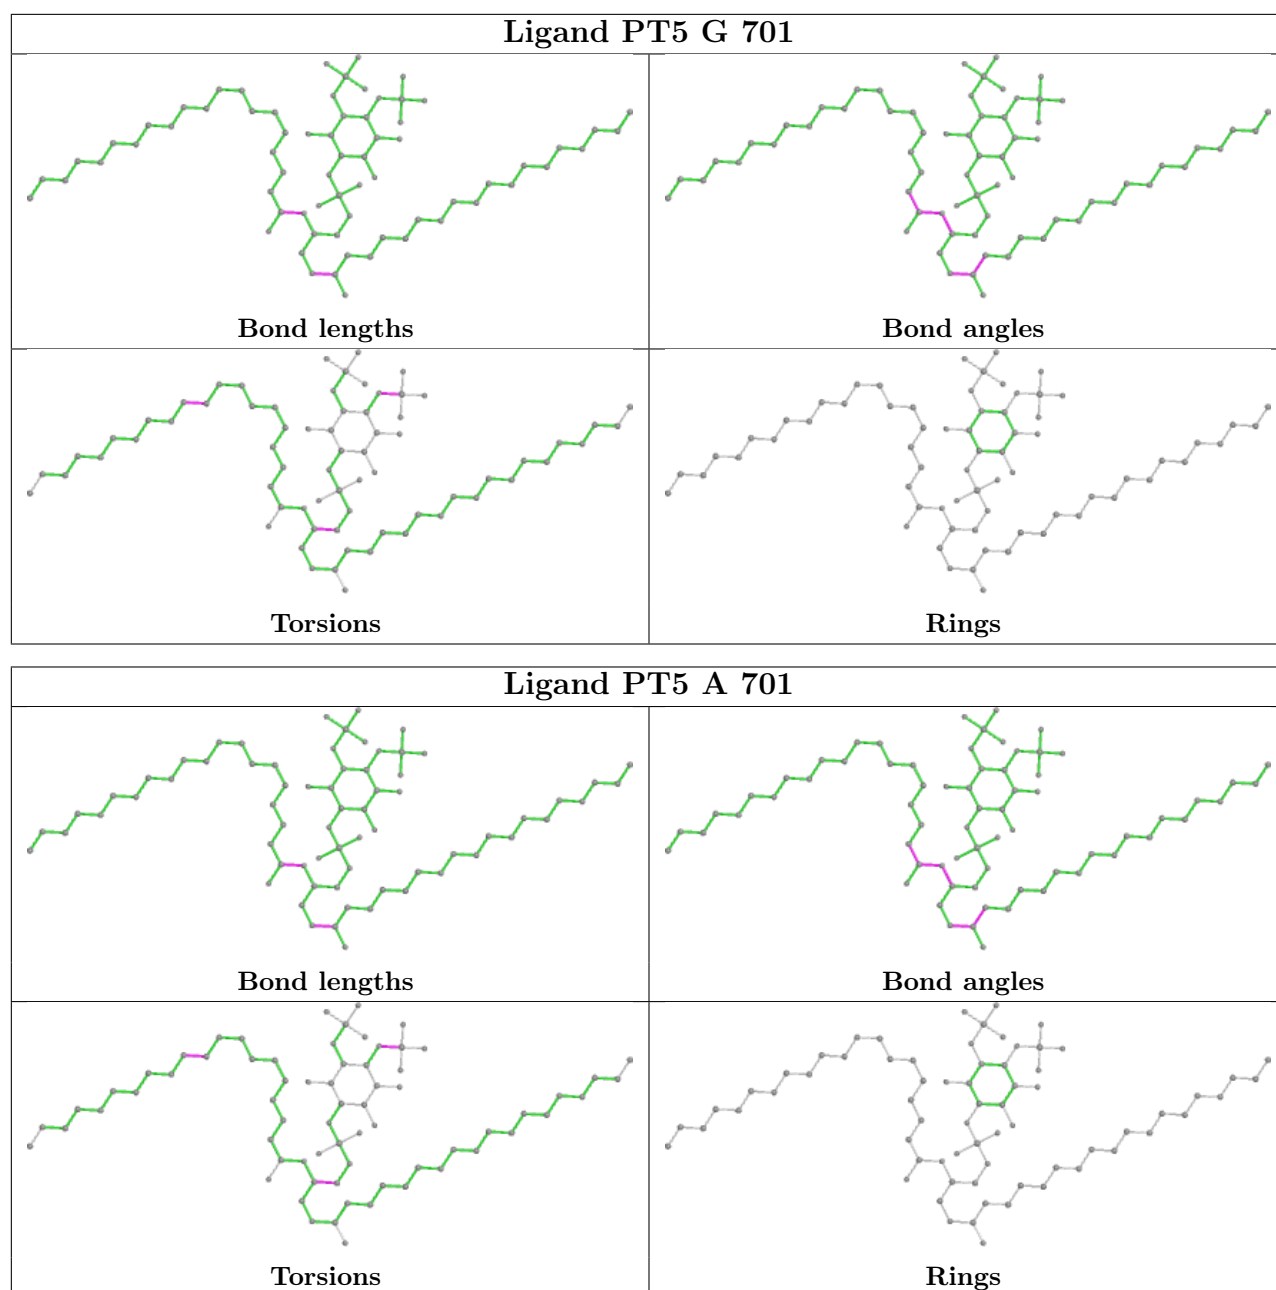 Ligand PT5 G 701
Bond lengths
Bond angles
Torsions
Rings
Ligand PT5 A 701
Bond lengths
Bond angles
Torsions
Rings